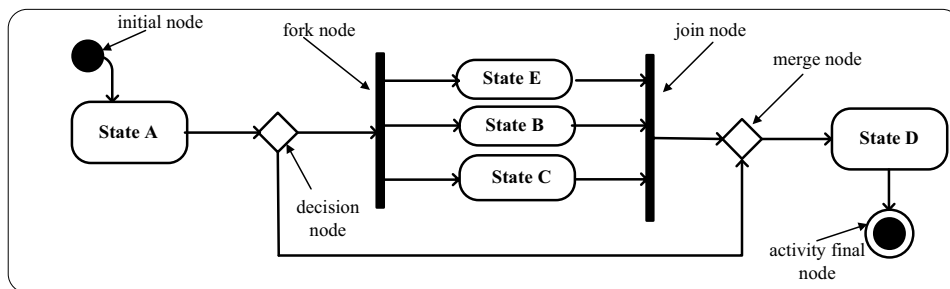 initial node
fork node
join node
merge node
State E
State A
State B
State D
State C
decision
node
activity final
node